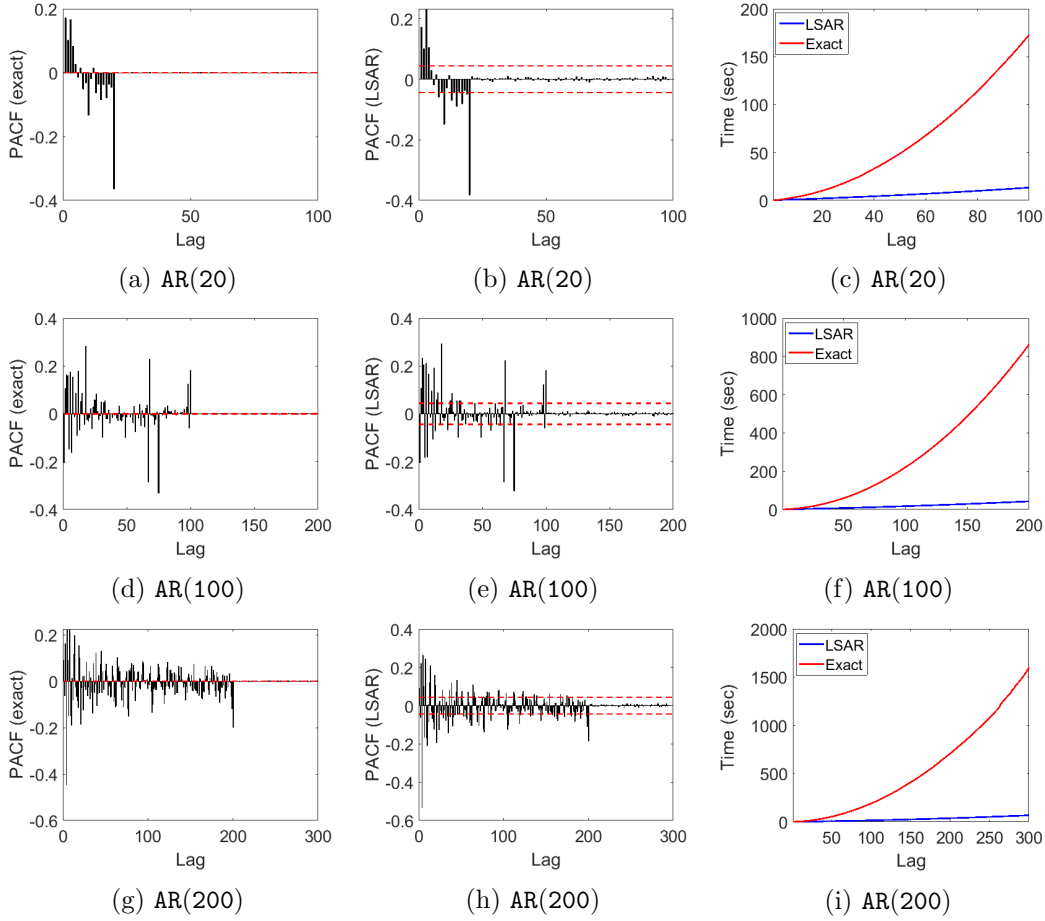 0.2
0
-0.2
-0.4
PACF (exact)
0
50
100
Lag
(a) AR(20)
0.2
0
-0.2
-0.4
PACF (LSAR)
0
50
100
Lag
(b) AR(20)
200
150
100
50
0
Time (sec)
LSAR
Exact
20
40
60
80
100
Lag
(c) AR(20)
0.4
0.2
0
-0.2
-0.4
PACF (exact)
0
50
100
150
200
Lag
(d) AR(100)
0.4
0.2
0
-0.2
-0.4
PACF (LSAR)
0
50
100
150
200
Lag
(e) AR(100)
1000
800
600
400
200
0
Time (sec)
LSAR
Exact
50
100
150
200
Lag
(f) AR(100)
0.2
0
-0.2
-0.4
-0.6
PACF (exact)
0
100
200
300
Lag
(g) AR(200)
0.4
0.2
0
-0.2
-0.4
-0.6
PACF (LSAR)
0
100
200
300
Lag
(h) AR(200)
2000
1500
1000
500
0
Time (sec)
LSAR
Exact
50
100
150
200
250
300
Lag
(i) AR(200)